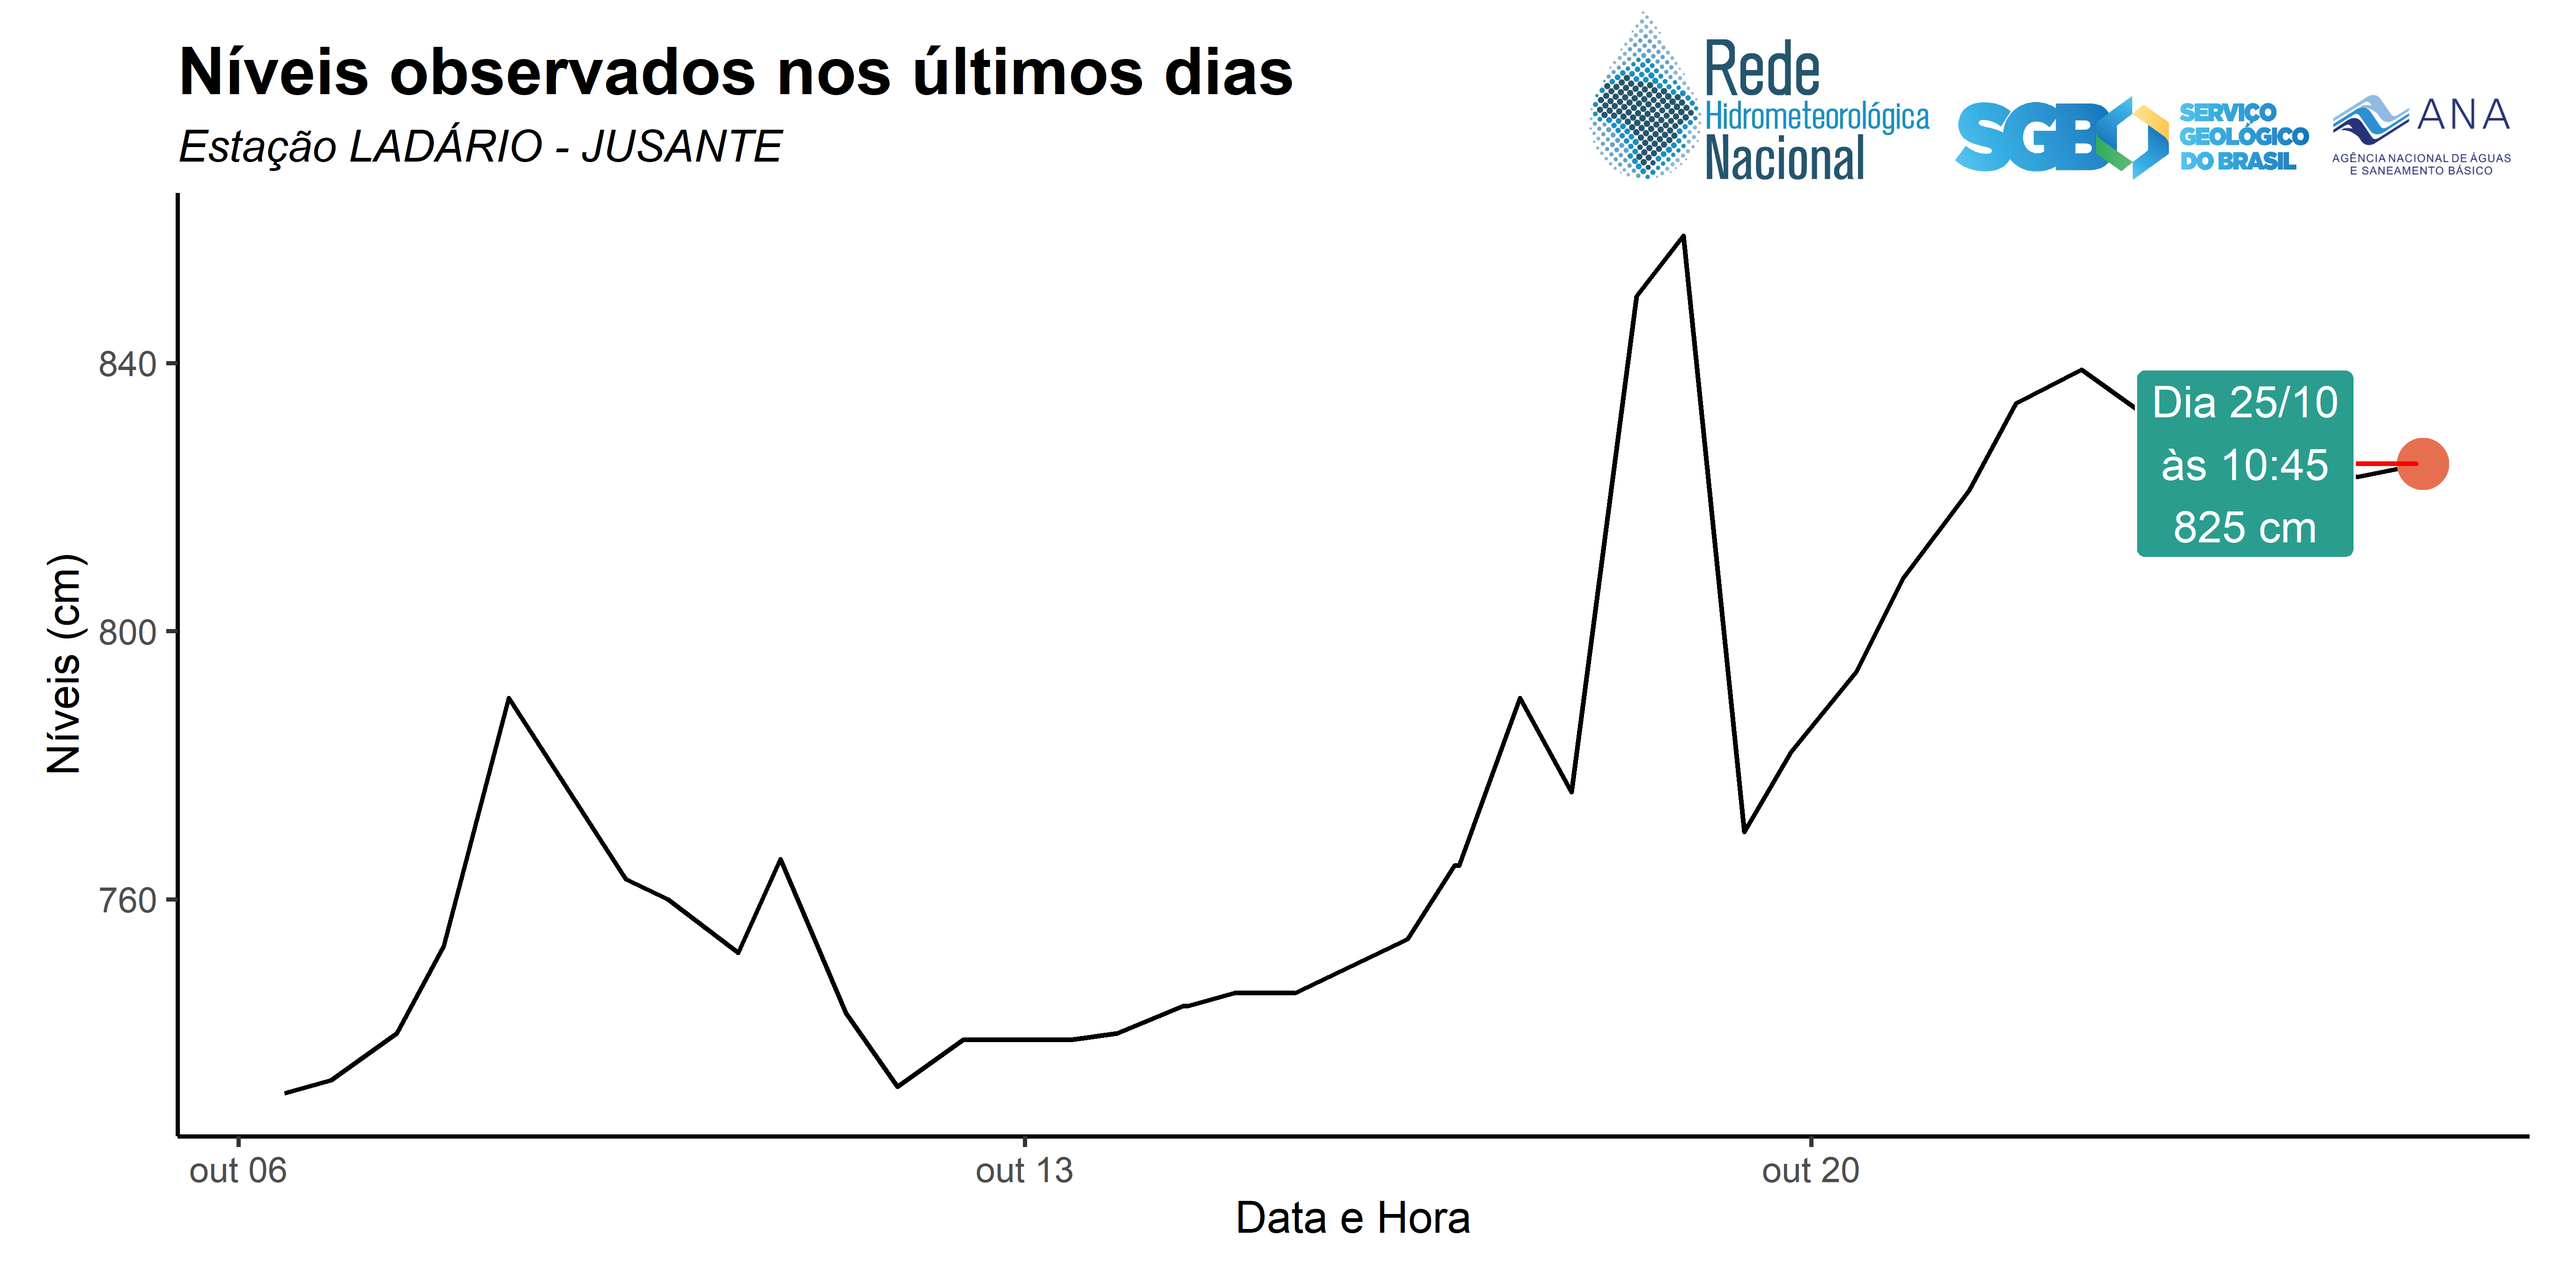 Níveis observados nos últimos dias
Estação LADÁRIO - JUSANTE
Rede
Hidrometeorológica
Nacional
SGB
SERVIÇO
GEOLÓGICO
DO BRASIL
ANA
AGÊNCIA NACIONAL DE ÁGUAS
E SANEAMENTO BÁSICO
840
800
760
Níveis (cm)
Dia 25/10
às 10:45
825 cm
out 06
out 13
out 20
Data e Hora